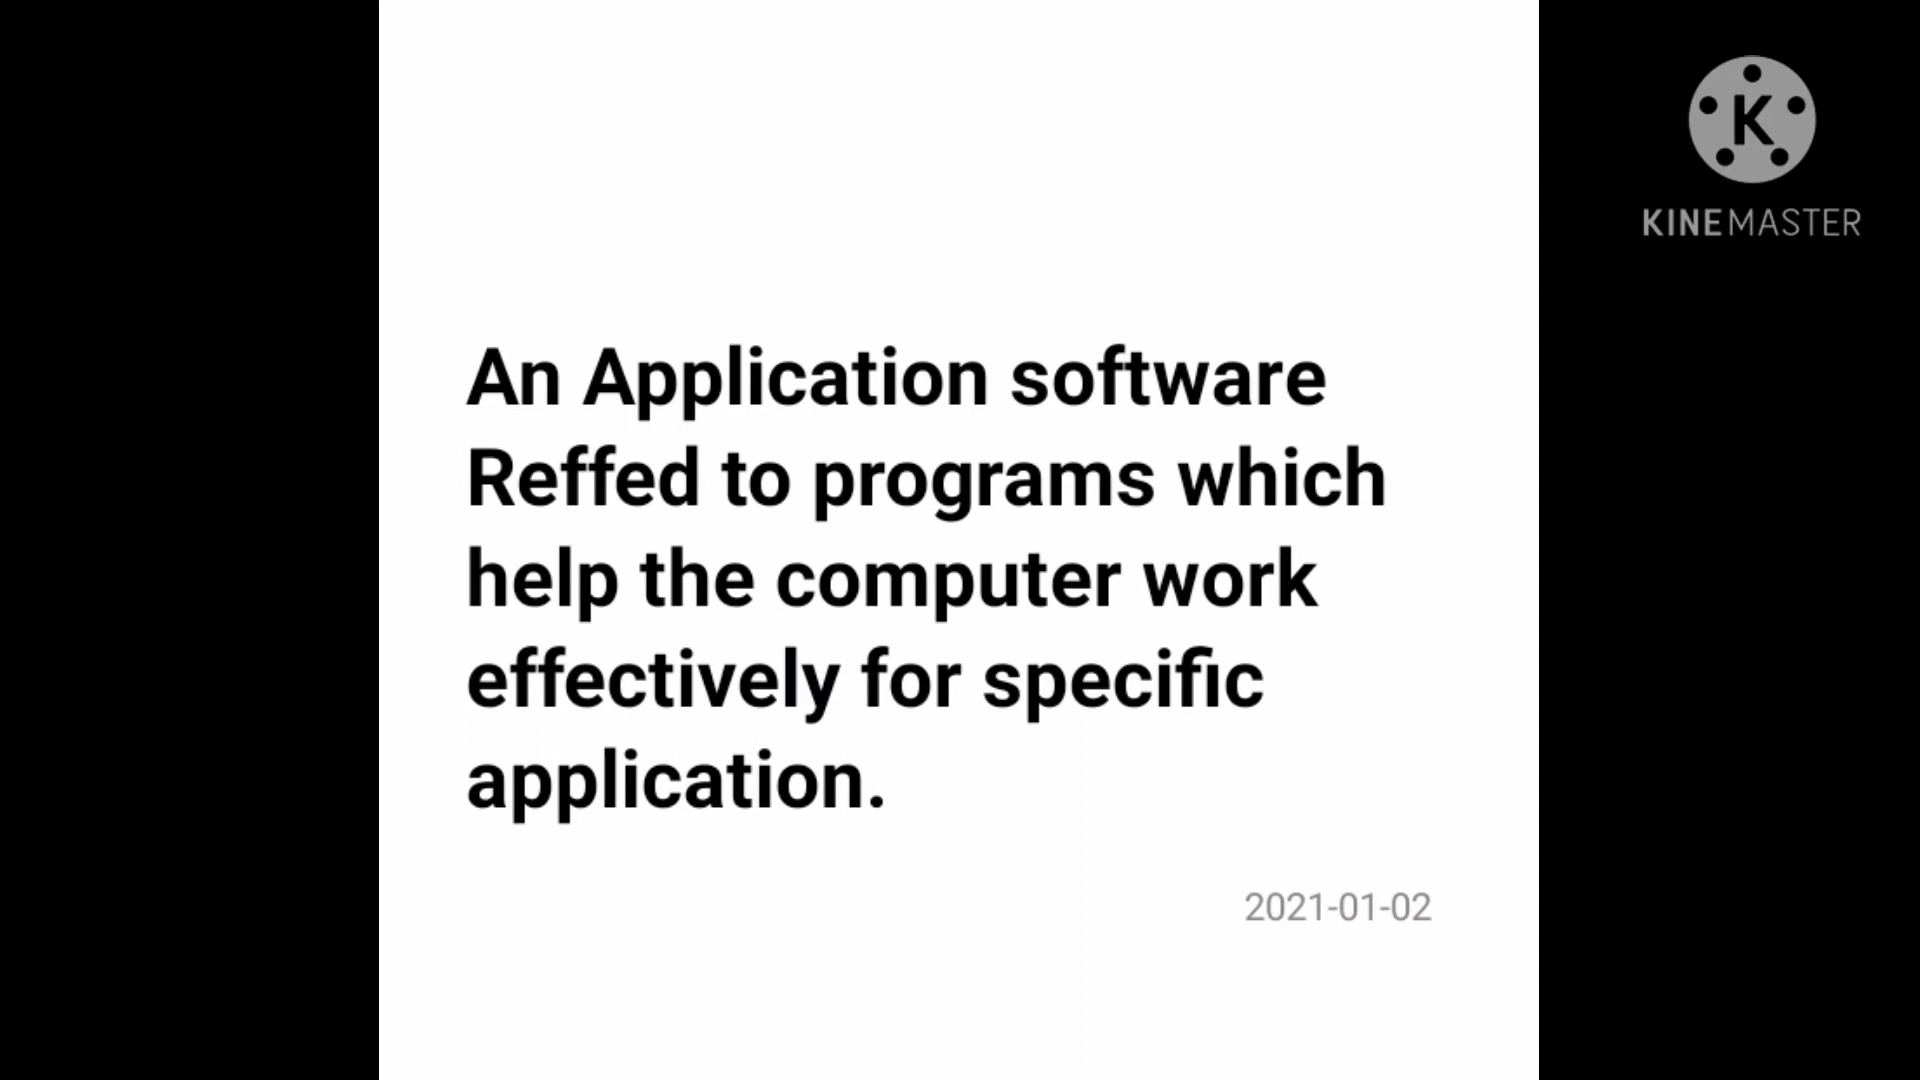 K
KINEMASTER
An Application software
Reffed to programs which
help the computer work
effectively for specific
application.
2021-01-02